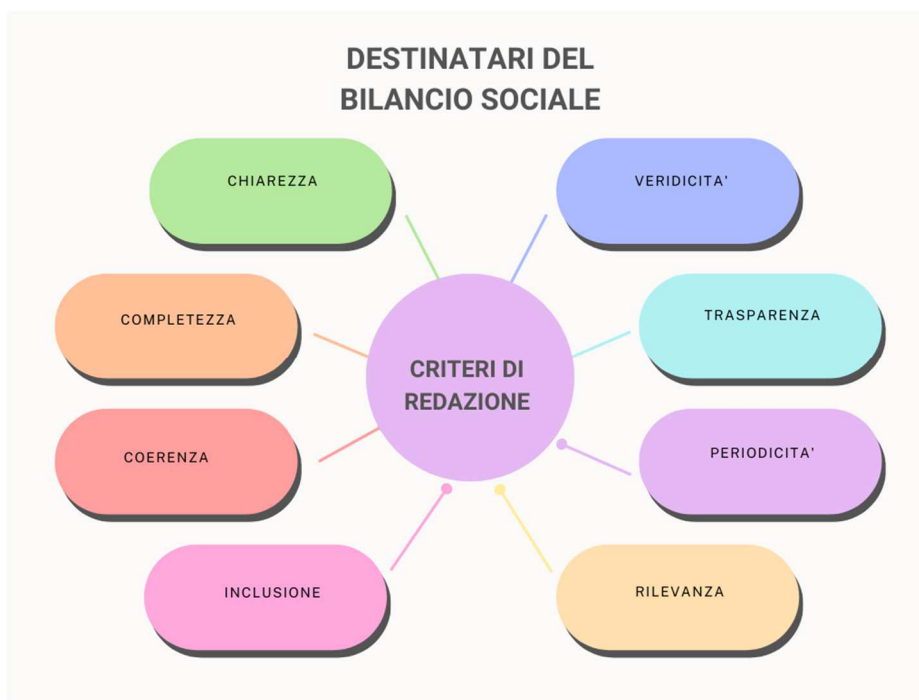 DESTINATARI DEL
BILANCIO SOCIALE
CHIAREZZA
VERIDICITA'
COMPLETEZZA
TRASPARENZA
CRITERI DI
REDAZIONE
COERENZA
PERIODICITA'
INCLUSIONE
RILEVANZA